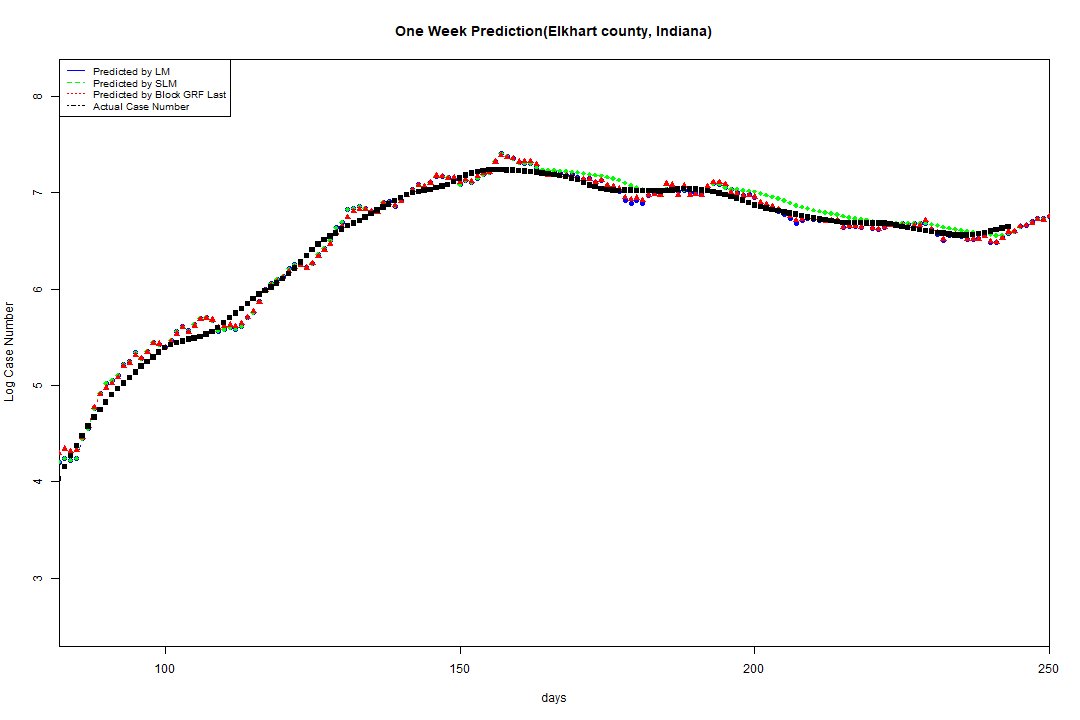 One Week Prediction(Elkhart county, Indiana)
Predicted by LM
Predicted by SLM
Predicted by Block GRF Last
Actual Case Number
8
7
6
5
4
3
Log Case Number
100 150 200 250
days